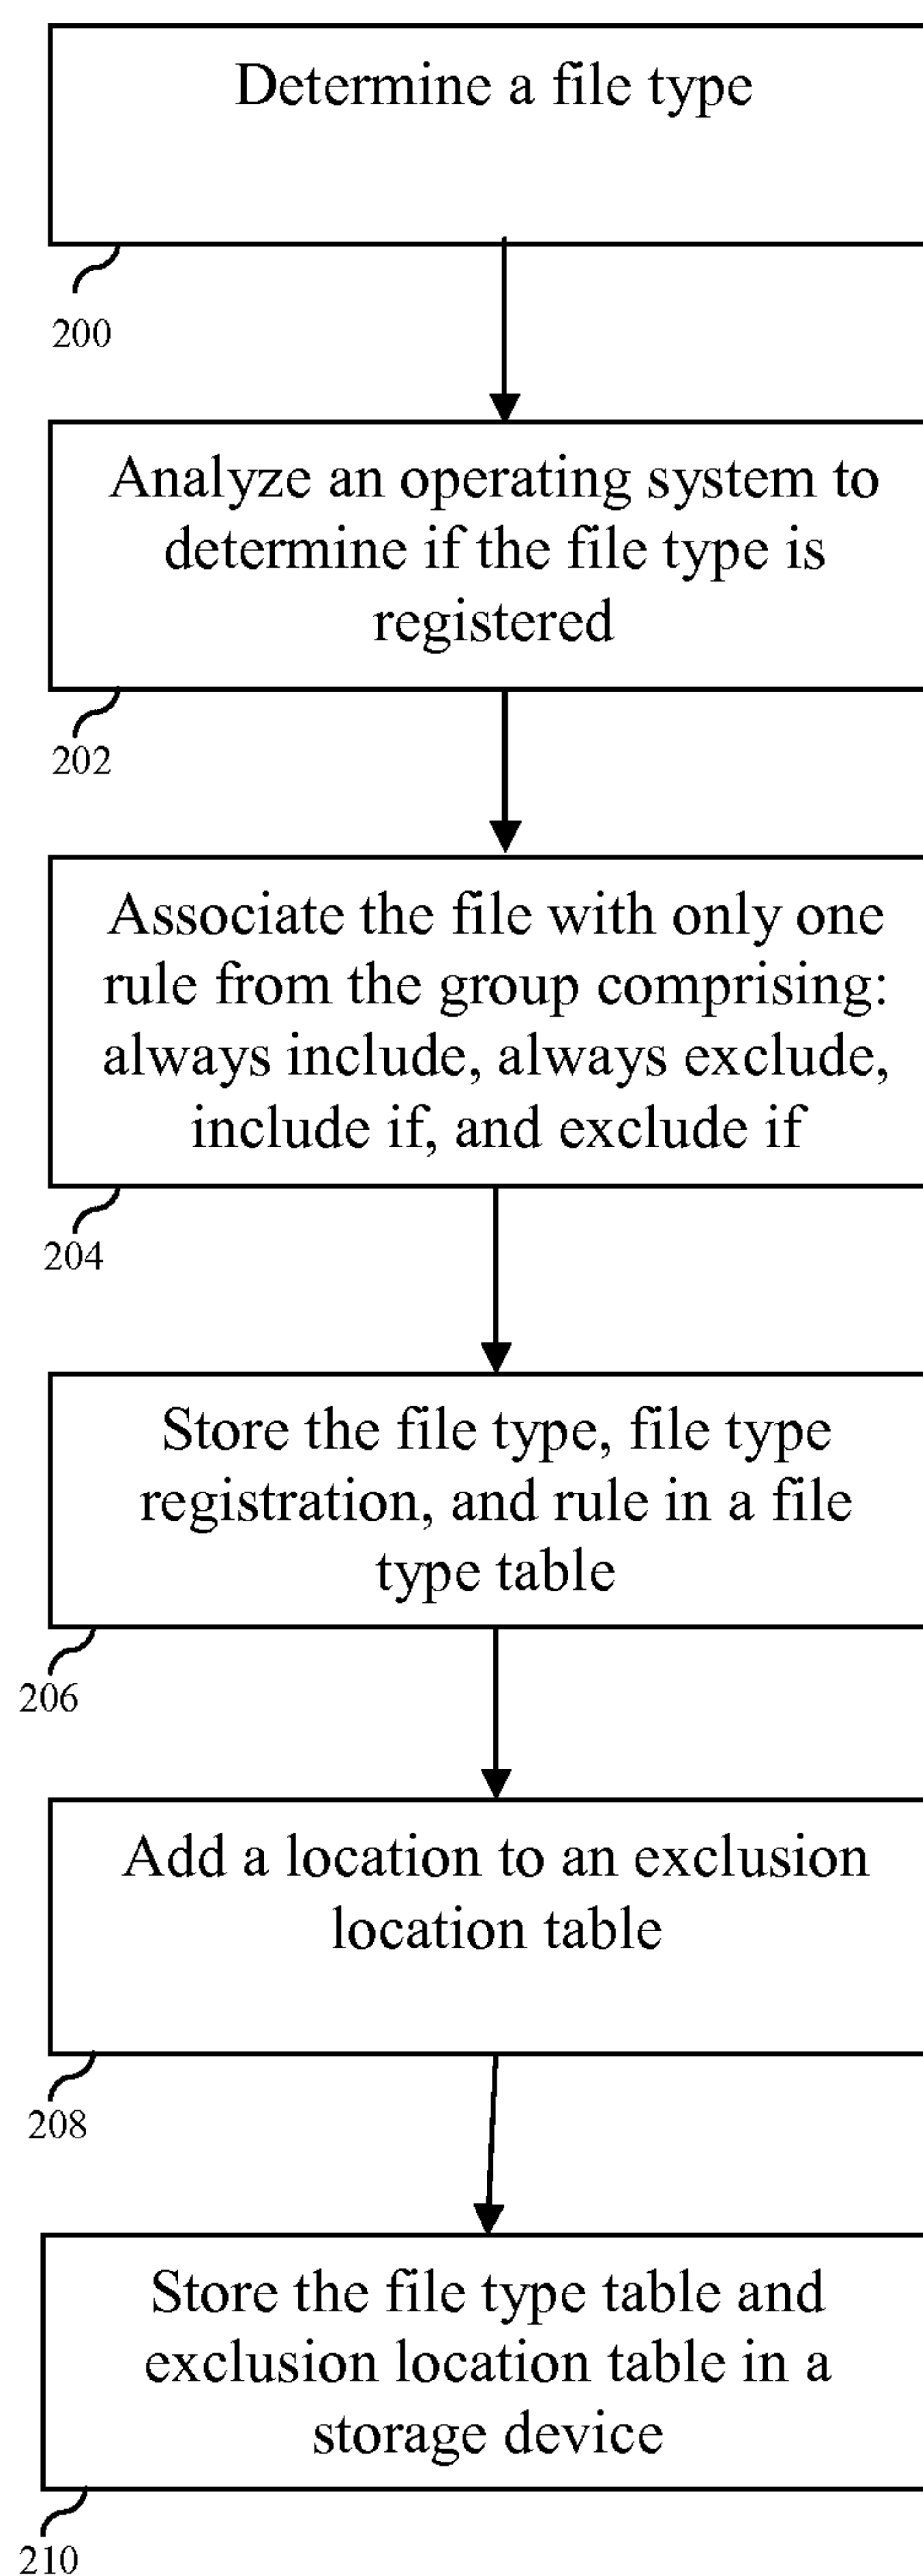 Determine a file type
200
Analyze an operating system to
determine if the file type is
registered
202
Associate the file with only one
rule from the group comprising:
always include, always exclude,
include if, and exclude if
204
Store the file type, file type
registration, and rule in a file
type table
206
Add a location to an exclusion
location table
208
Store the file type table and
exclusion location table in a
storage device
210